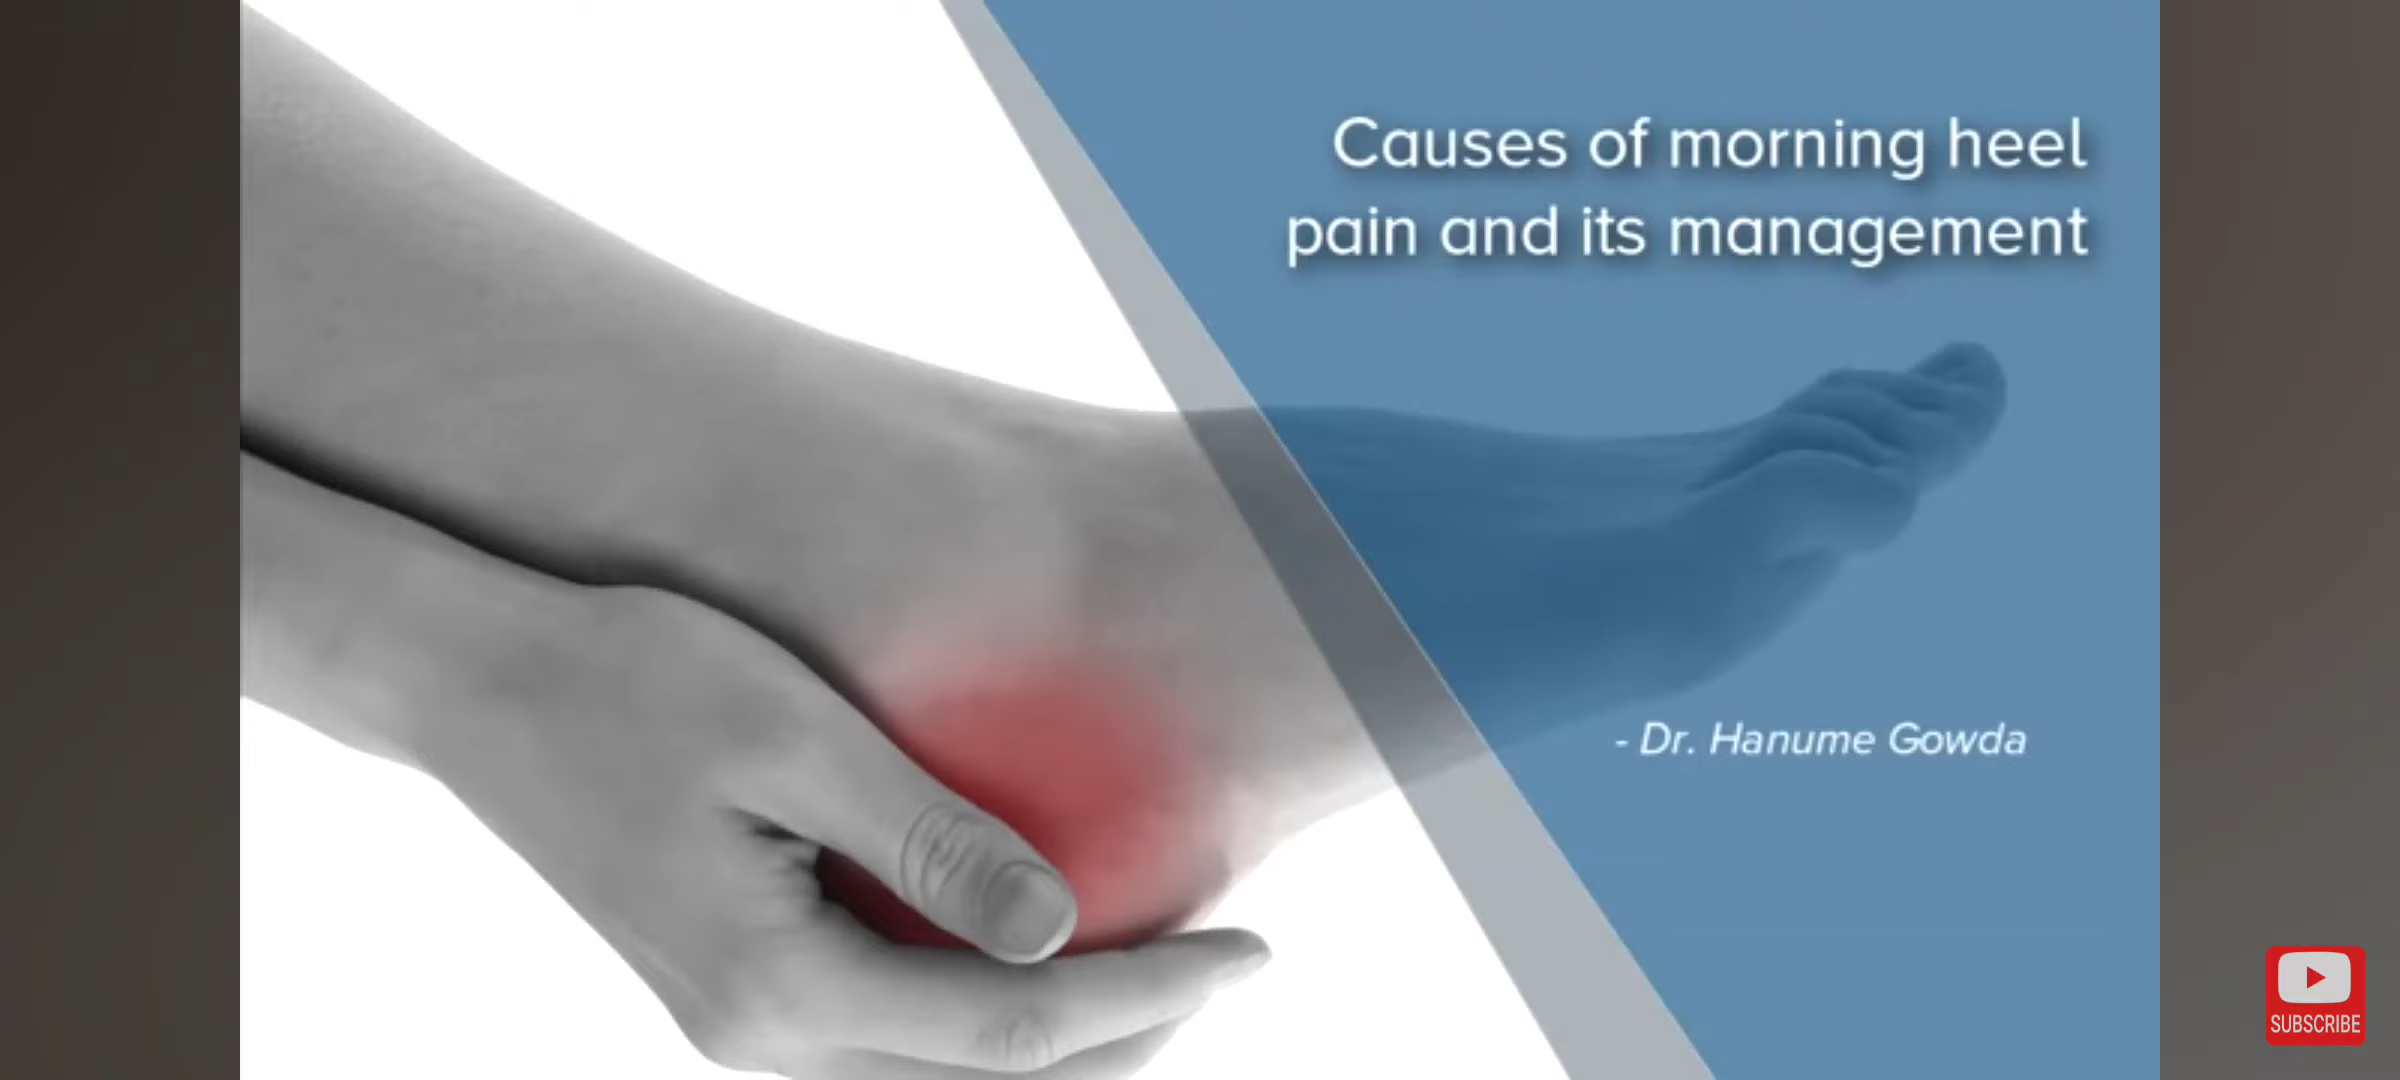 Causes of morning heel
pain and its management
- Dr. Hanume Gowda
SUBSCRIBE